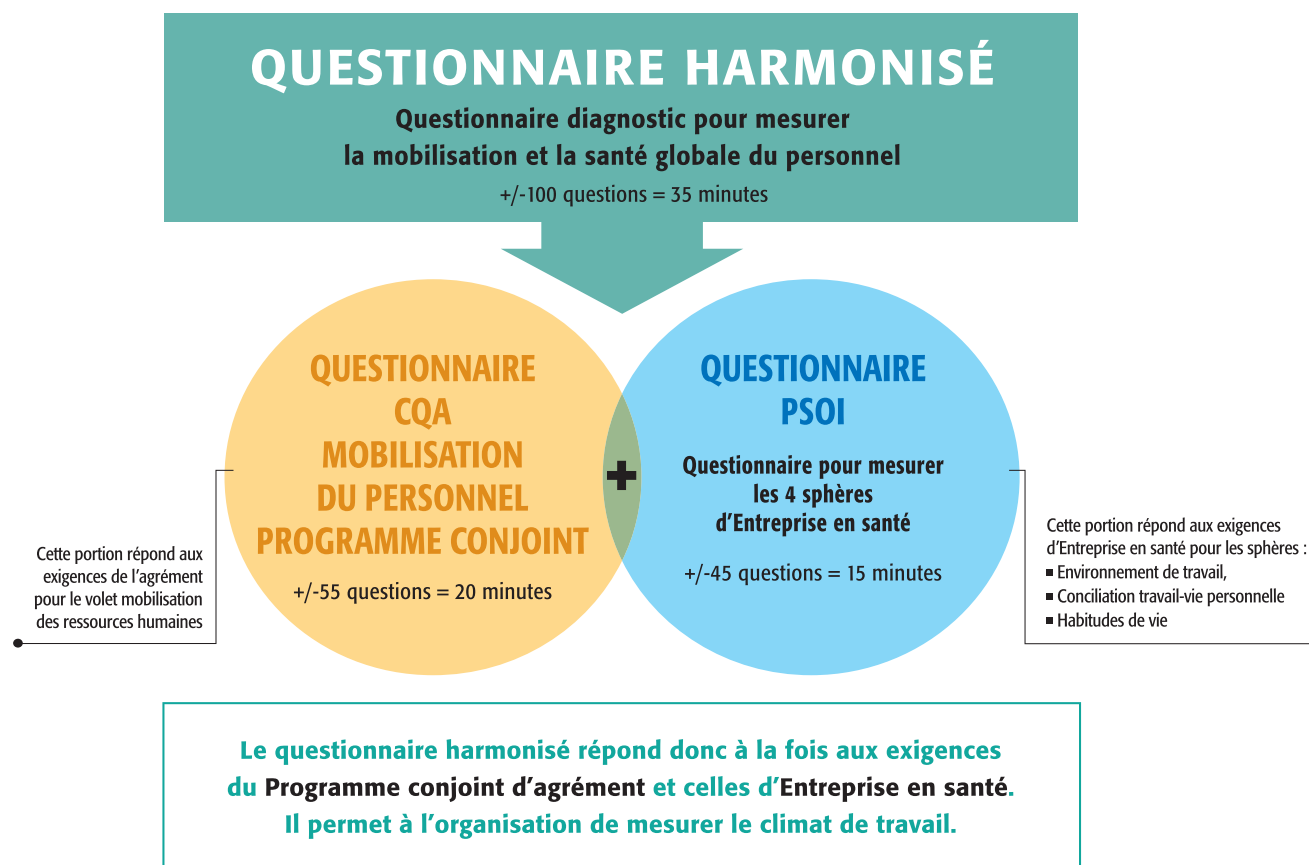 QUESTIONNAIRE HARMONISÉ
Questionnaire diagnostic pour mesurer
la mobilisation et la santé globale du personnel
+/-100 questions = 35 minutes
QUESTIONNAIRE
CQA
MOBILISATION
DU PERSONNEL
PROGRAMME CONJOINT
+/-55 questions = 20 minutes
+
QUESTIONNAIRE
PSOI
Questionnaire pour mesurer
les 4 sphères
d’Entreprise en santé
+/-45 questions = 15 minutes
Cette portion répond aux
exigences de l’agrément
pour le volet mobilisation
des ressources humaines
Cette portion répond aux exigences
d’Entreprise en santé pour les sphères :
▪ Environnement de travail,
▪ Conciliation travail-vie personnelle
▪ Habitudes de vie
Le questionnaire harmonisé répond donc à la fois aux exigences
du Programme conjoint d’agrément et celles d’Entreprise en santé.
Il permet à l’organisation de mesurer le climat de travail.